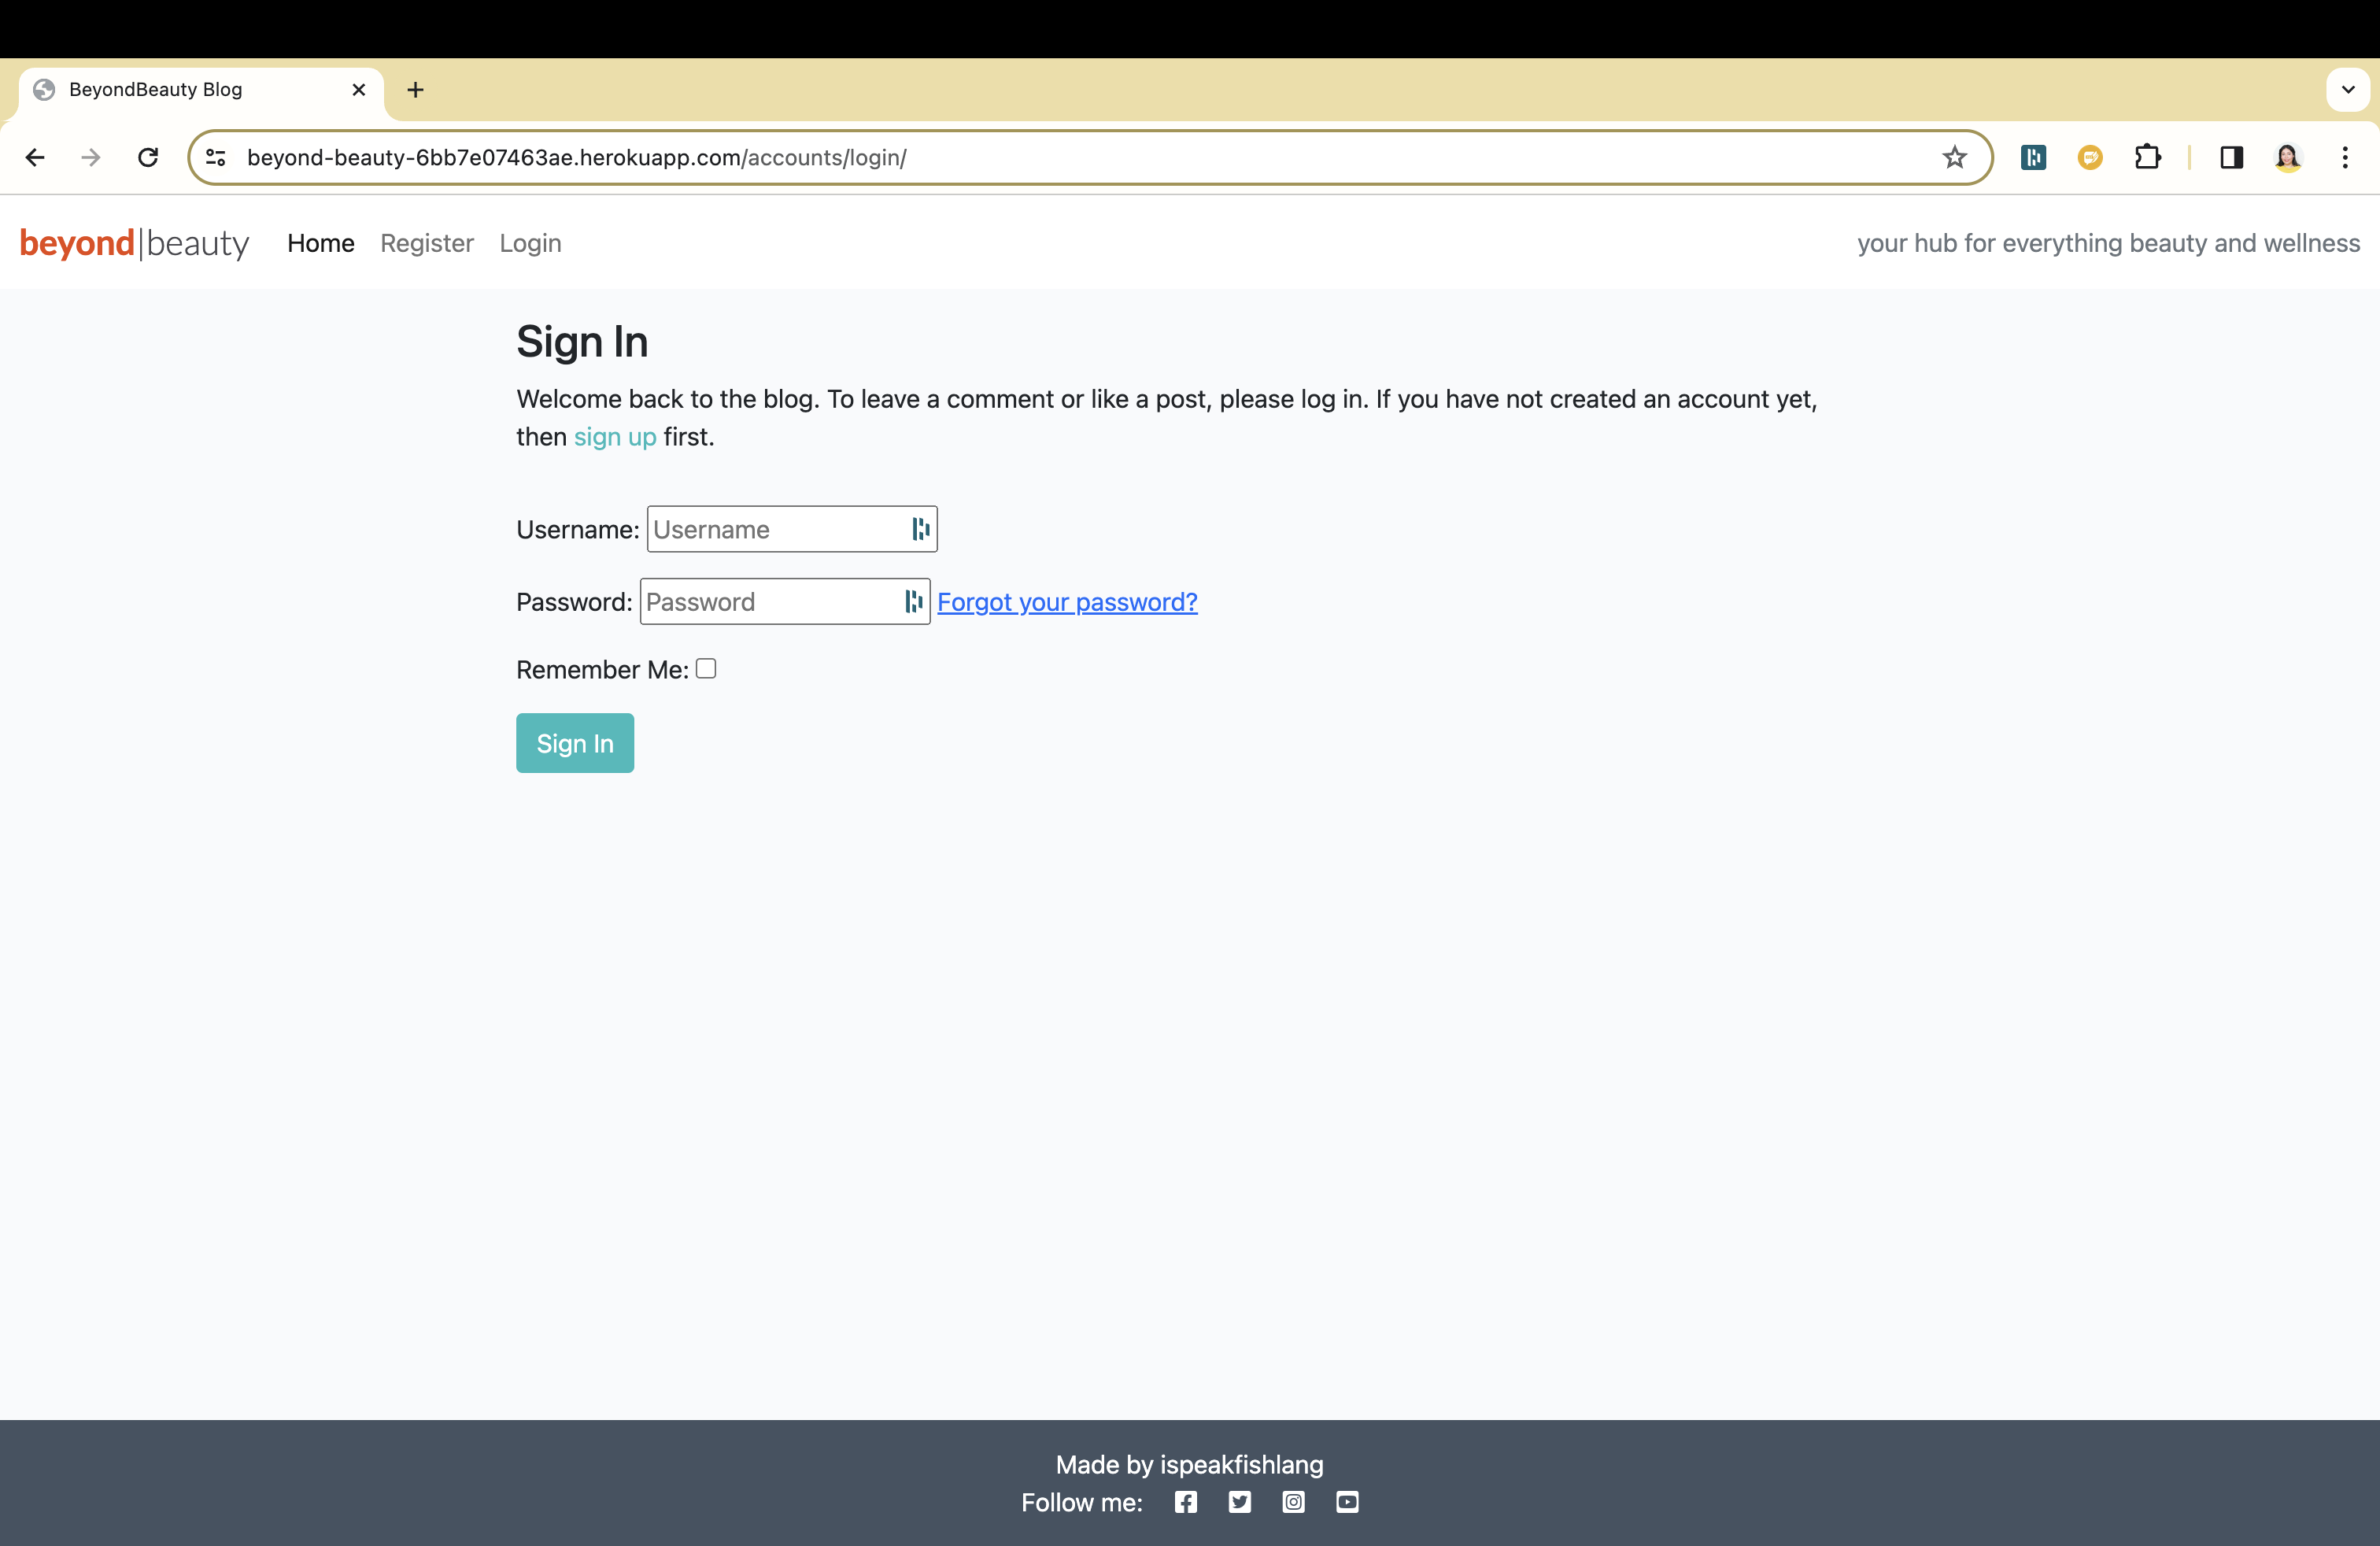 BeyondBeauty Blog
beyond-beauty-6bb7e07463ae.herokuapp.com/accounts/login/
beyond|beauty Home Register Login your hub for everything beauty and wellness
Sign In
Welcome back to the blog. To leave a comment or like a post, please log in. If you have not created an account yet,
then sign up first.
Username: Username
Password: Password Forgot your password?
Remember Me:
Sign In
Made by ispeakfishlang
Follow me: